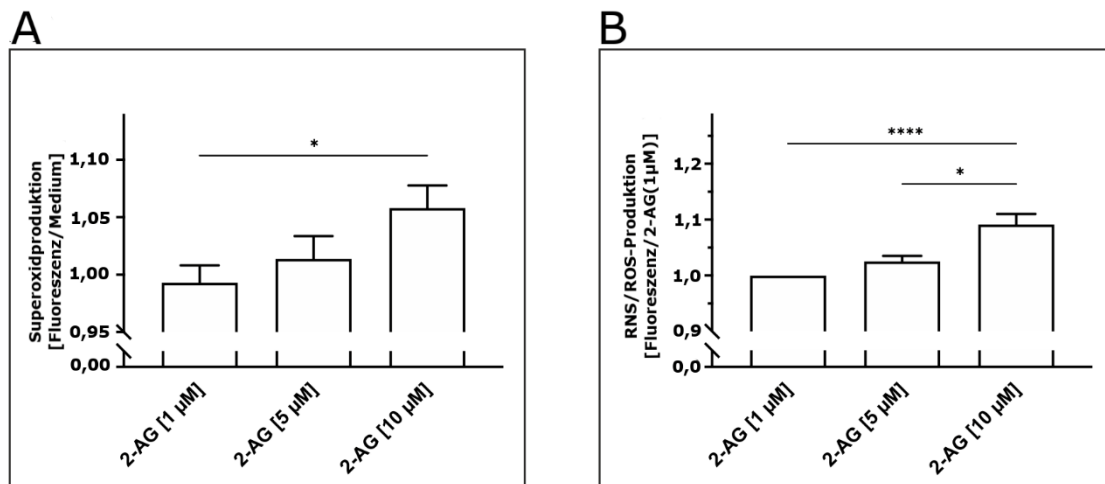 A
Superoxidproduktion
[Fluoreszenz/Medium]
1,10
1,05
1,00
0,95
0,00
*
2-AG [1 µM]
2-AG [5 µM]
2-AG [10 µM]
B
RNS/ROS-Produktion
[Fluoreszenz/2-AG(1µM)]
1,2
1,1
1,0
0,9
0,0
****
*
2-AG [1 µM]
2-AG [5 µM]
2-AG [10 µM]